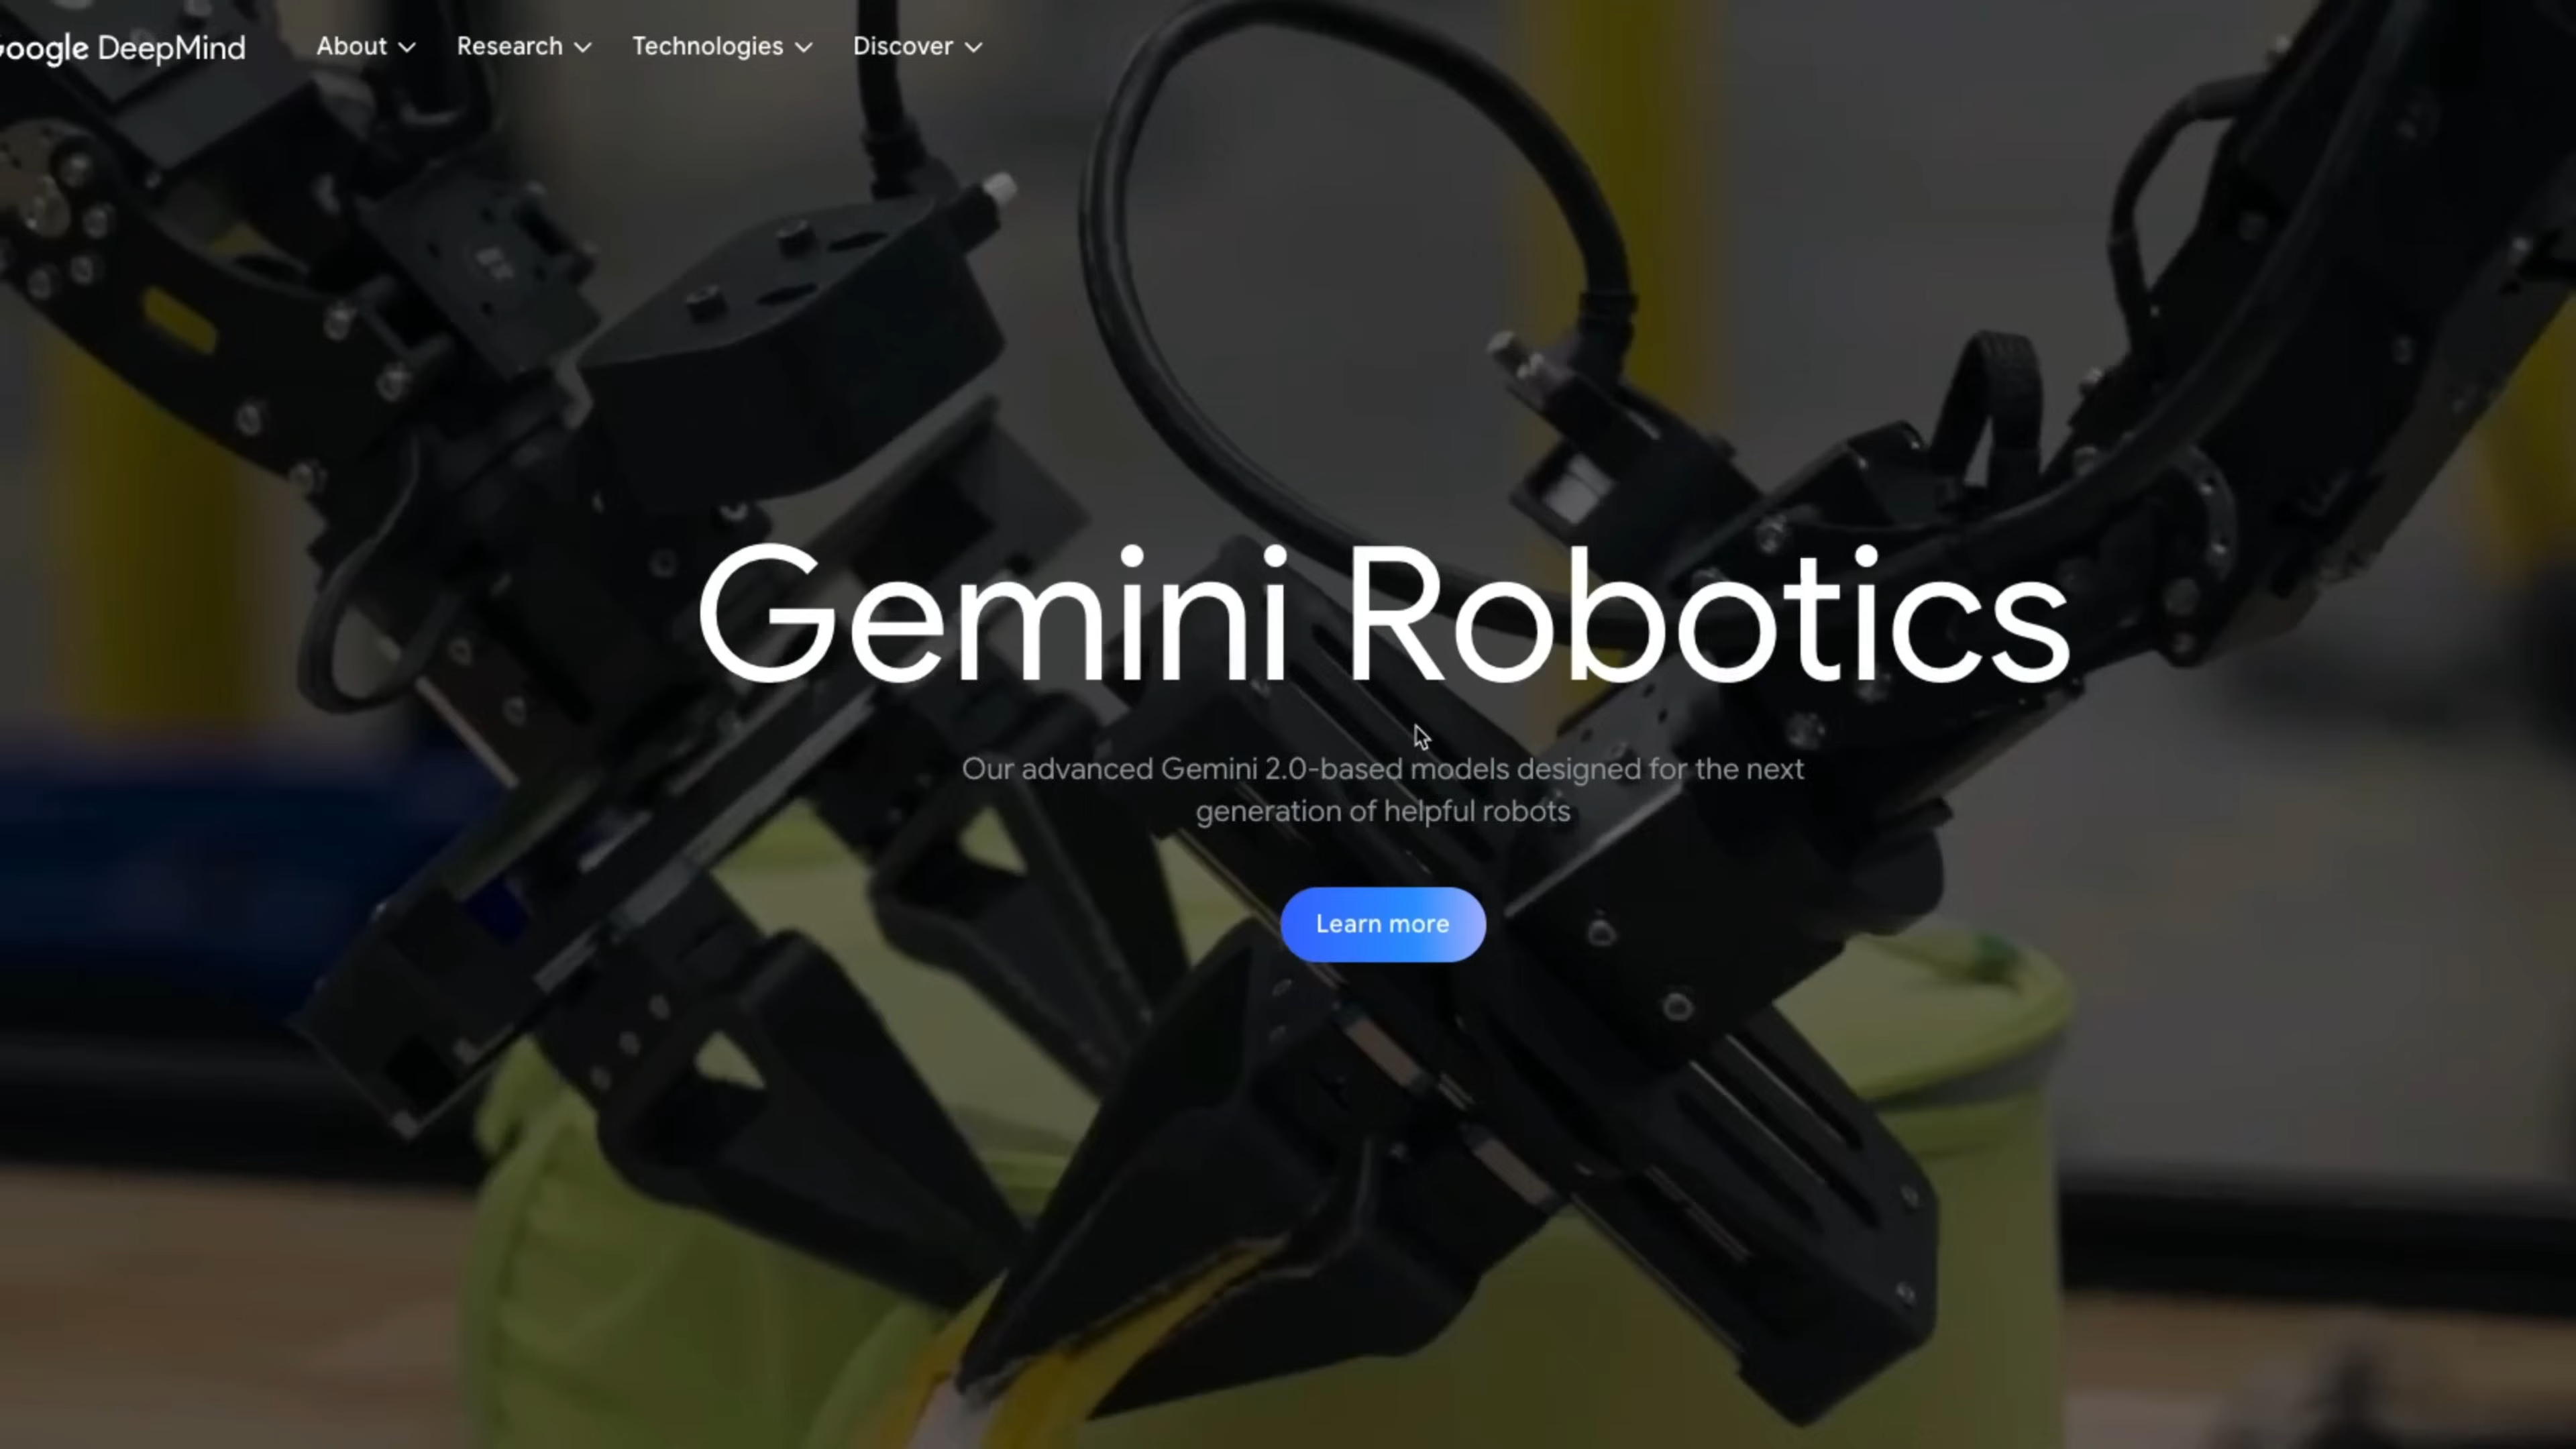 Google DeepMind
About
Research
Technologies
Discover
Gemini Robotics
Our advanced Gemini 2.0-based models designed for the next
generation of helpful robots
Learn more